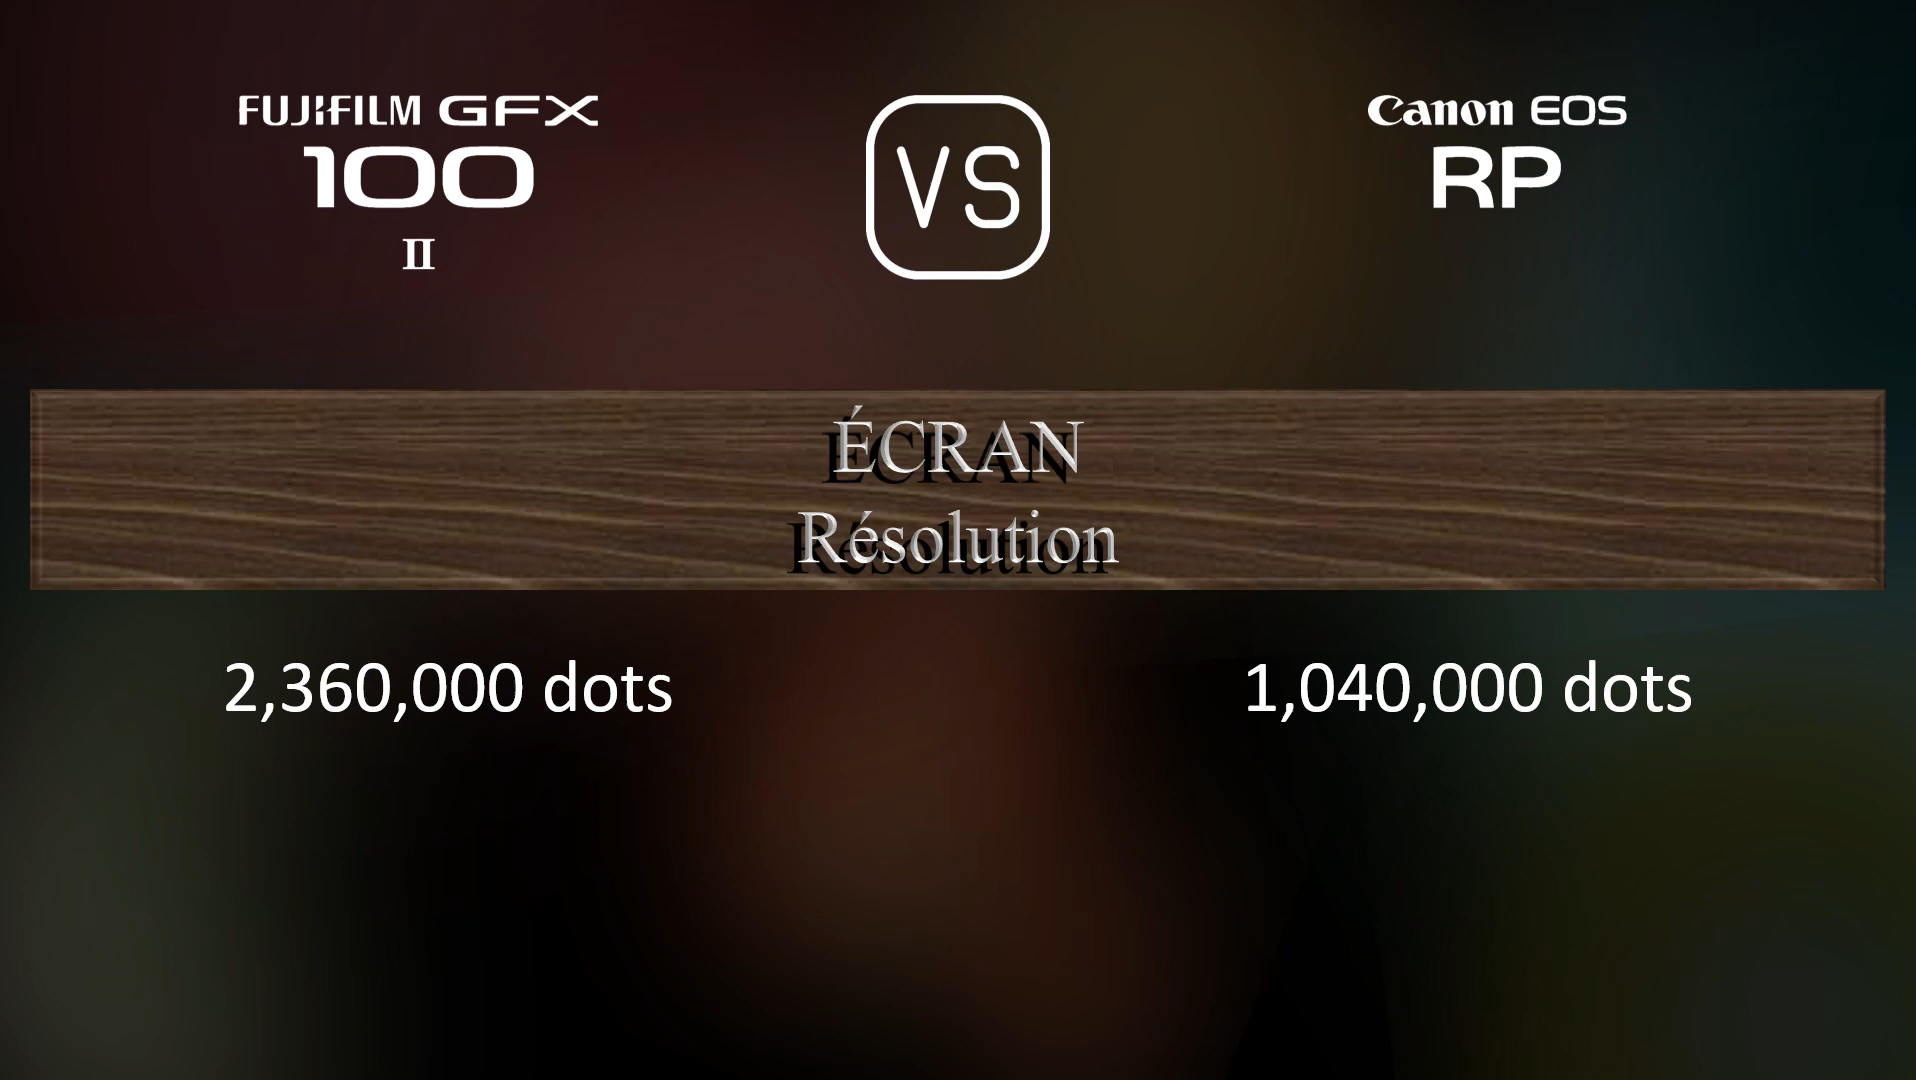 FUJIFILM GFX
100
II
VS
Canon EOS
RP
ÉCRAN
Résolution
2,360,000 dots
1,040,000 dots